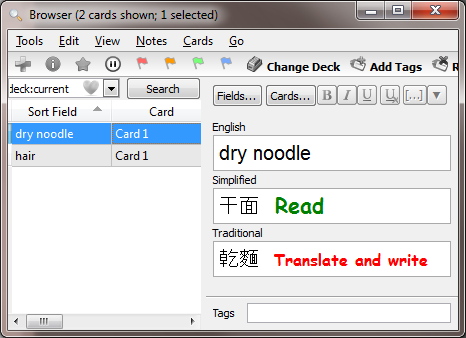 Browser (2 cards shown; 1 selected)
Tools Edit View Notes Cards Go
Change Deck Add Tags R
deck:current Search
Fields... Cards... B I U U [...]
Sort Field Card
dry noodle Card 1
hair Card 1
English
dry noodle
Simplified
干面 Read
Traditional
乾麵 Translate and write
Tags